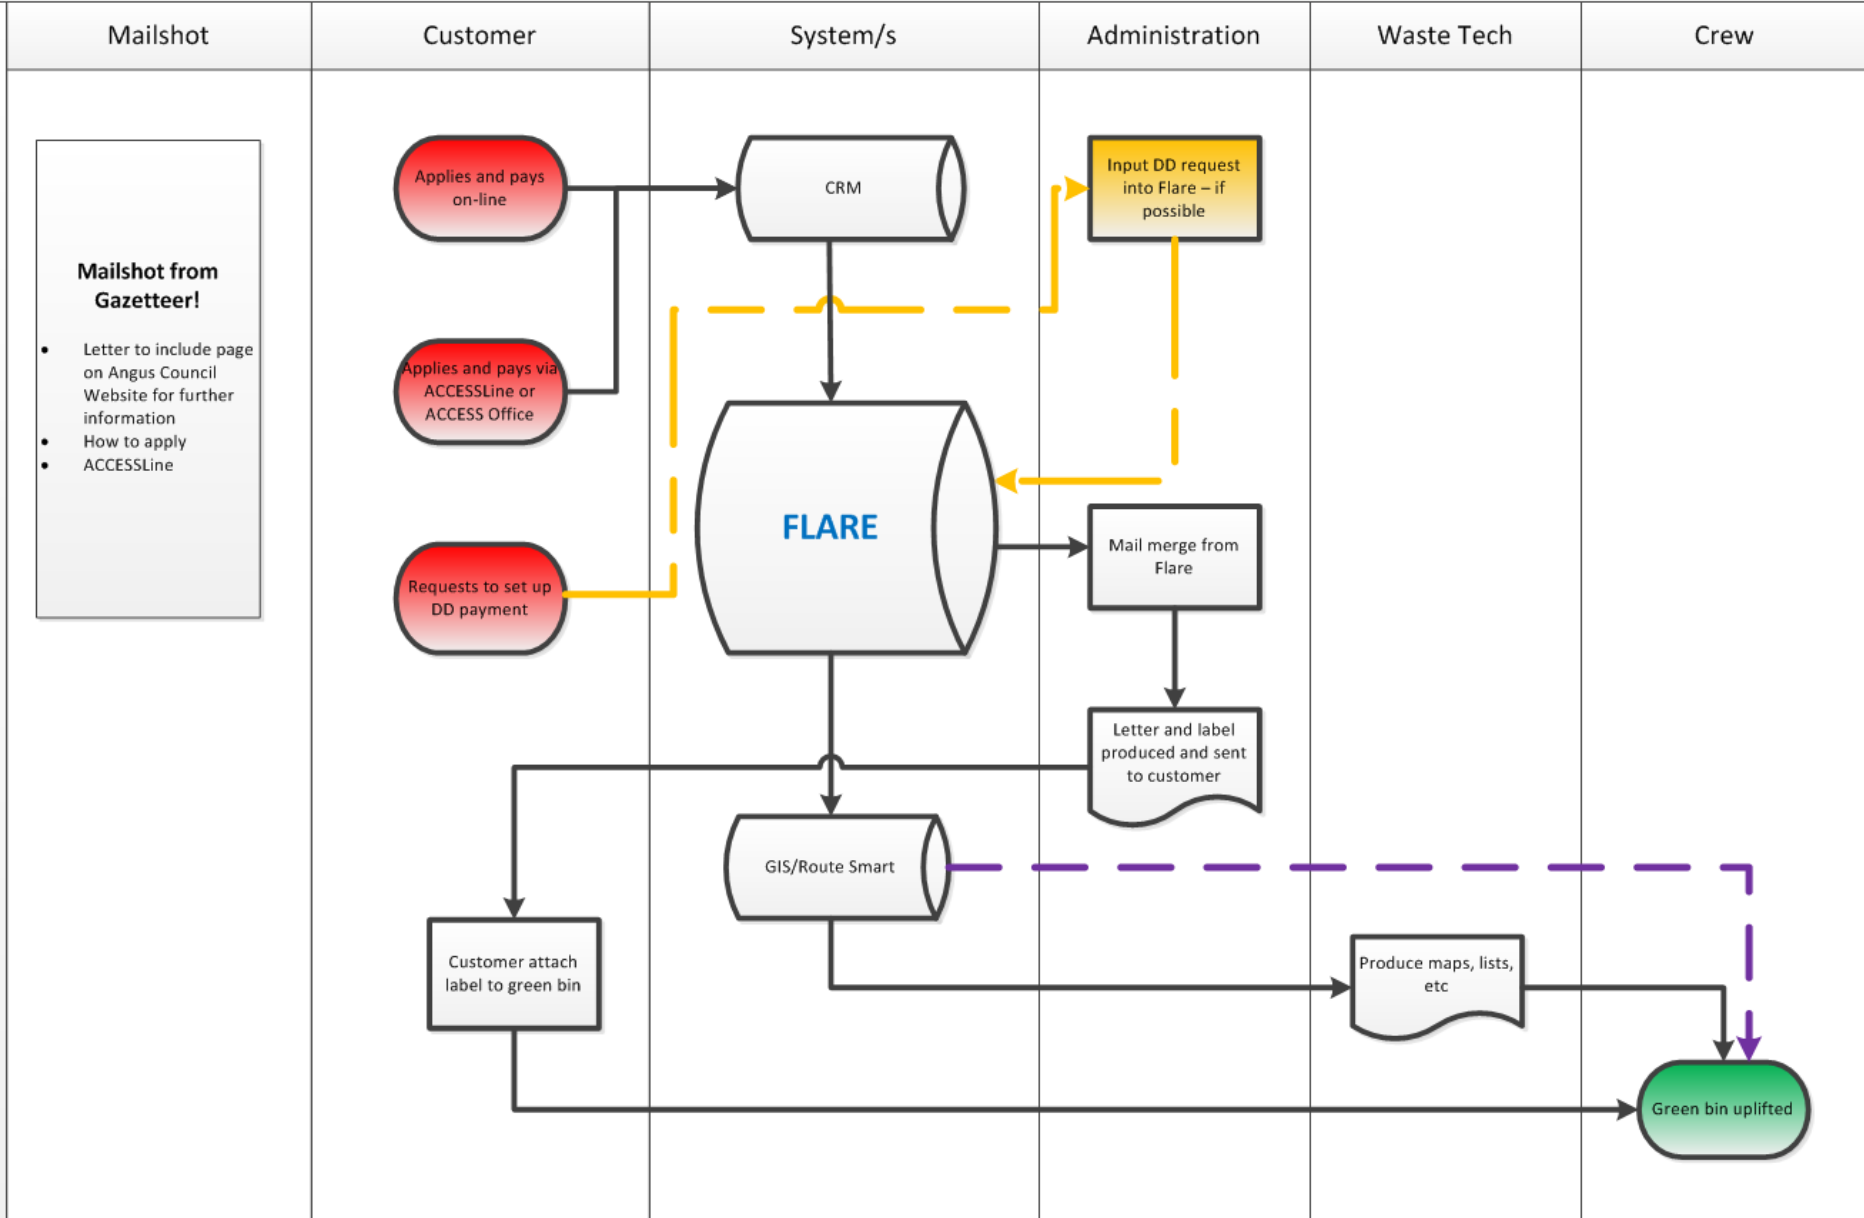 Mailshot
Customer
System/s
Administration
Waste Tech
Crew
Mailshot from
Gazetteer!
• Letter to include page
on Angus Council
Website for further
information
• How to apply
• ACCESSLine
Applies and pays
on-line
Applies and pays via
ACCESSLine or
ACCESS Office
Requests to set up
DD payment
Customer attach
label to green bin
CRM
FLARE
GIS/Route Smart
Input DD request
into Flare – if
possible
Mail merge from
Flare
Letter and label
produced and sent
to customer
Produce maps, lists,
etc
Green bin uplifted